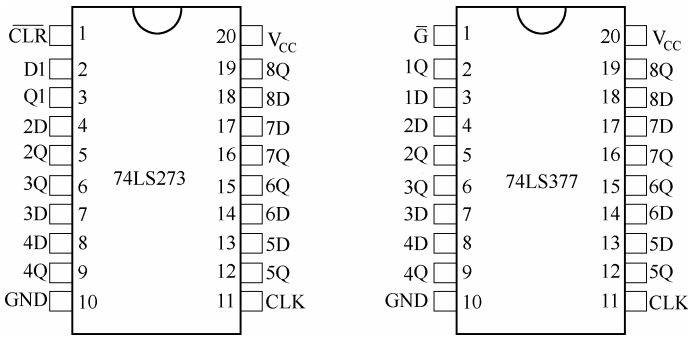 C̅L̅R̅ 1 20 VCC
D1 2 19 8Q
Q1 3 18 8D
2D 4 17 7D
2Q 5 16 7Q
3Q 6 15 6Q
3D 7 14 6D
4D 8 13 5D
4Q 9 12 5Q
GND 10 11 CLK
74LS273
G̅ 1 20 VCC
1Q 2 19 8Q
1D 3 18 8D
2D 4 17 7D
2Q 5 16 7Q
3Q 6 15 6Q
3D 7 14 6D
4D 8 13 5D
4Q 9 12 5Q
GND 10 11 CLK
74LS377